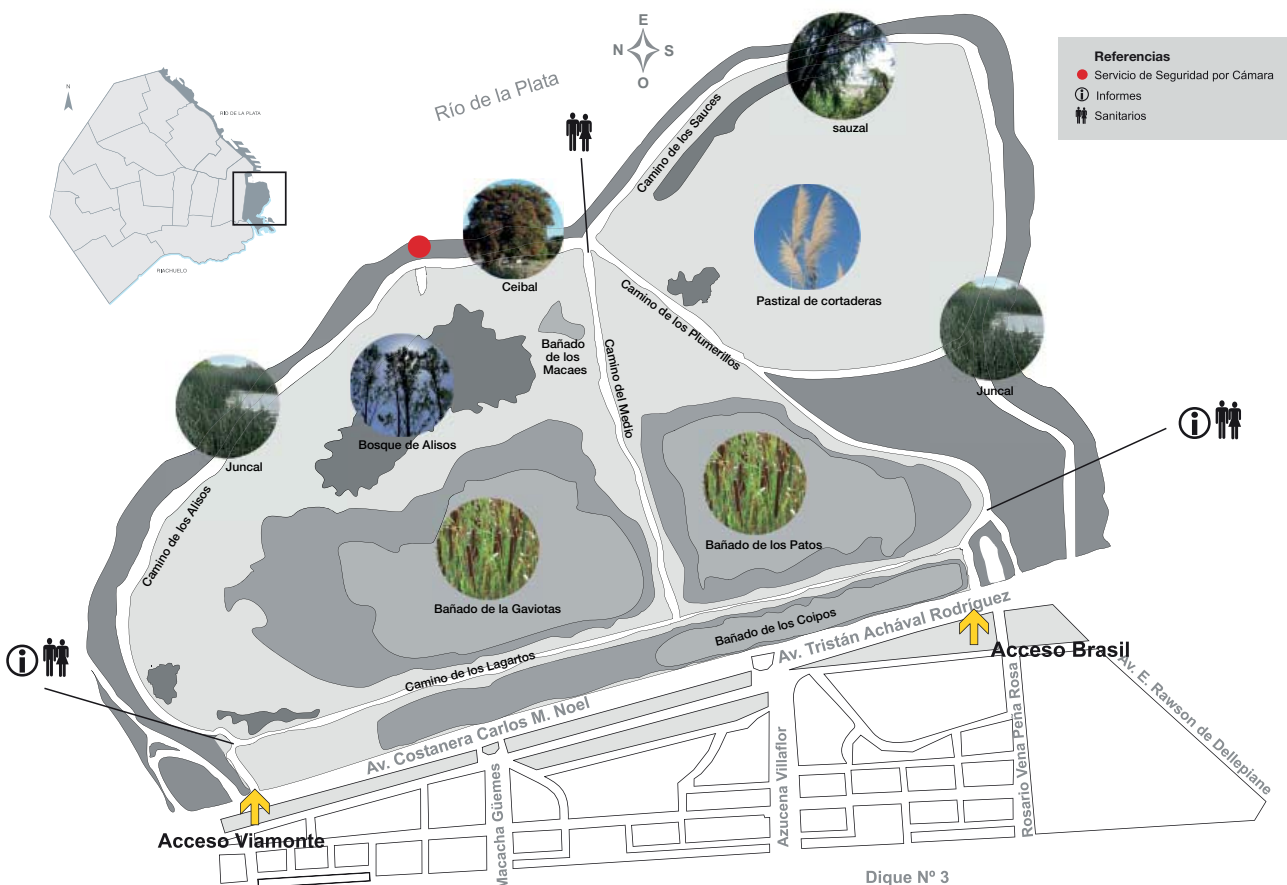 N
RÍO DE LA PLATA
RIACHUELO
E
N
S
O
Río de la Plata
Referencias
Servicio de Seguridad por Cámara
i Informes
Sanitarios
sauzal
Camino de los Sauces
Ceibal
Pastizal de cortaderas
Camino de los Plumerillos
Bañado
de los
Macaes
Camino del Medio
Juncal
Juncal
Bosque de Alisos
i
Camino de los Alisos
Bañado de los Patos
Bañado de la Gaviotas
Bañado de los Coipos
Camino de los Lagartos
i
Av. Tristán Achával Rodríguez
Acceso Brasil
Av. Costanera Carlos M. Noel
Av. E. Rawson de Dellepiane
Rosario Vena Peña Rosa
Azucena Villaflor
Macacha Güemes
Acceso Viamonte
Dique Nº 3